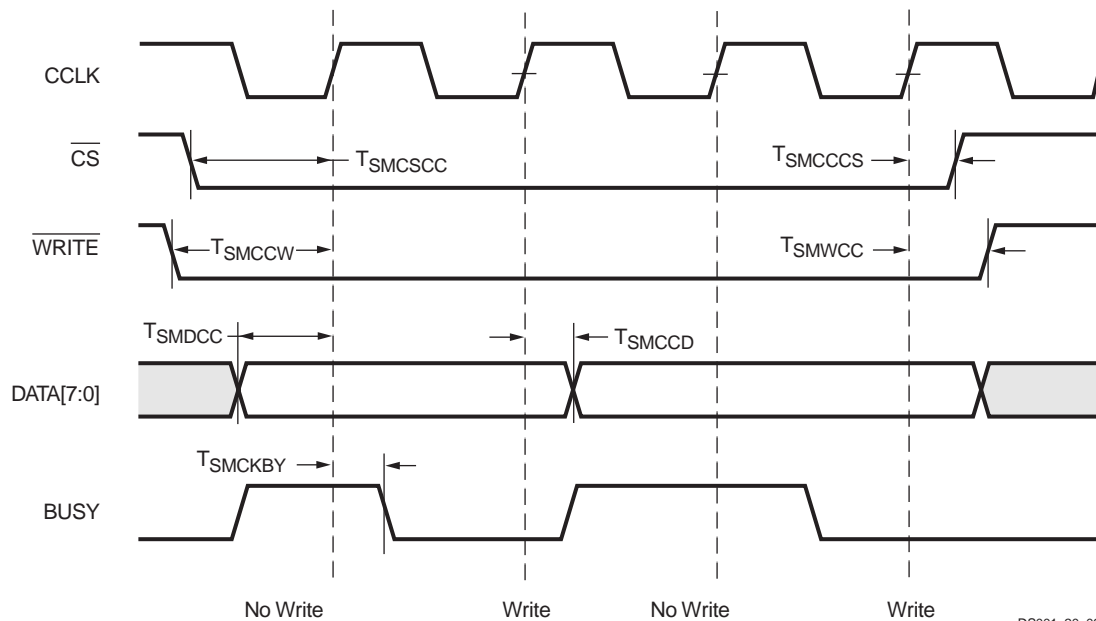 CCLK
CS
TSMCSCC
TSMCCCS
WRITE
TSMCCW
TSMWCC
TSMDCC
TSMCCD
DATA[7:0]
TSMCKBY
BUSY
No Write
Write
No Write
Write